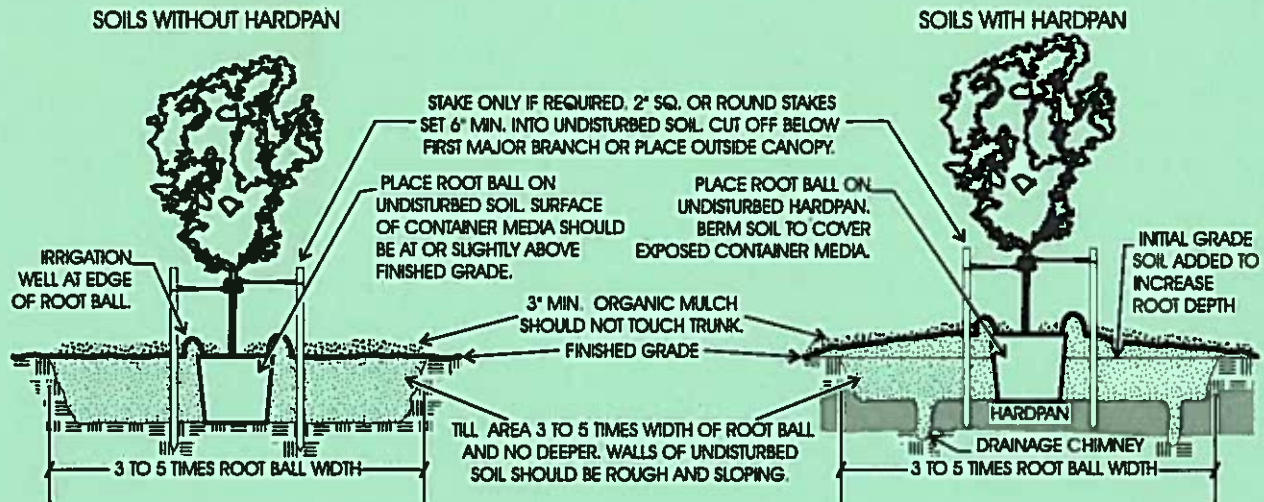 SOILS WITHOUT HARDPAN
SOILS WITH HARDPAN
STAKE ONLY IF REQUIRED. 2" SQ. OR ROUND STAKES
SET 6" MIN. INTO UNDISTURBED SOIL. CUT OFF BELOW
FIRST MAJOR BRANCH OR PLACE OUTSIDE CANOPY.
PLACE ROOT BALL ON
UNDISTURBED SOIL. SURFACE
OF CONTAINER MEDIA SHOULD
BE AT OR SLIGHTLY ABOVE
FINISHED GRADE.
PLACE ROOT BALL ON
UNDISTURBED HARDPAN.
BERM SOIL TO COVER
EXPOSED CONTAINER MEDIA.
IRRIGATION
WELL AT EDGE
OF ROOT BALL.
INITIAL GRADE
SOIL ADDED TO
INCREASE
ROOT DEPTH
3" MIN. ORGANIC MULCH
SHOULD NOT TOUCH TRUNK.
FINISHED GRADE
HARDPAN
TILL AREA 3 TO 5 TIMES WIDTH OF ROOT BALL
AND NO DEEPER. WALLS OF UNDISTURBED
SOIL SHOULD BE ROUGH AND SLOPING.
DRAINAGE CHIMNEY
3 TO 5 TIMES ROOT BALL WIDTH
3 TO 5 TIMES ROOT BALL WIDTH